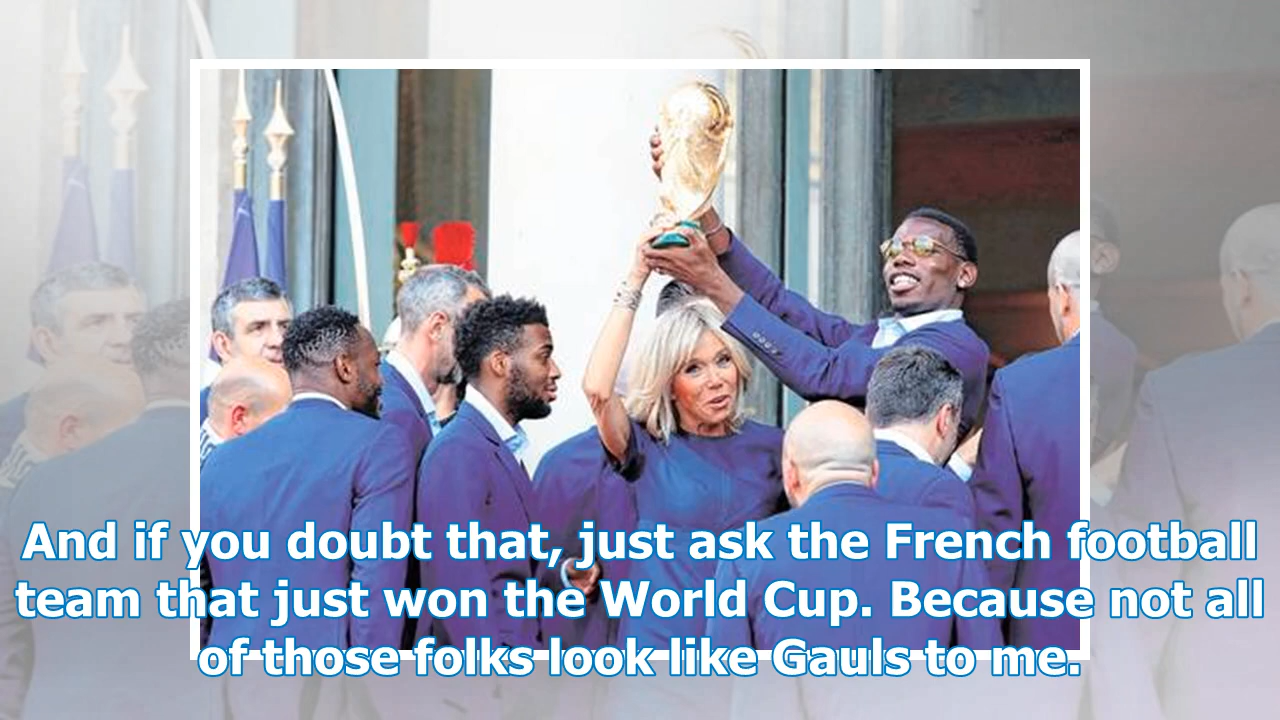 And if you doubt that, just ask the French football
team that just won the World Cup. Because not all
of those folks look like Gauls to me.